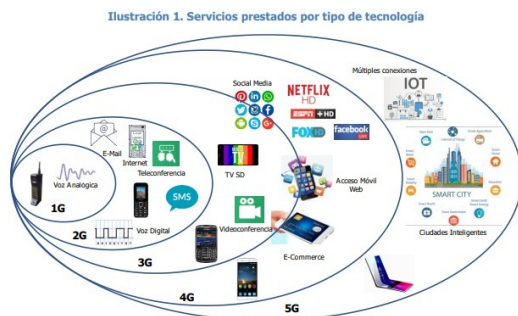 Ilustración 1. Servicios prestados por tipo de tecnología
Social Media
NETFLIX
HD
ESPN +HD
FOX HD
facebook
Múltiples conexiones
IOT
E-Mail
Internet
Teleconferencia
TV SD
Acceso Móvil
Web
SMART CITY
Voz Analógica
SMS
1G
2G
Voz Digital
Videoconferencia
Ciudades Inteligentes
3G
E-Commerce
4G
5G